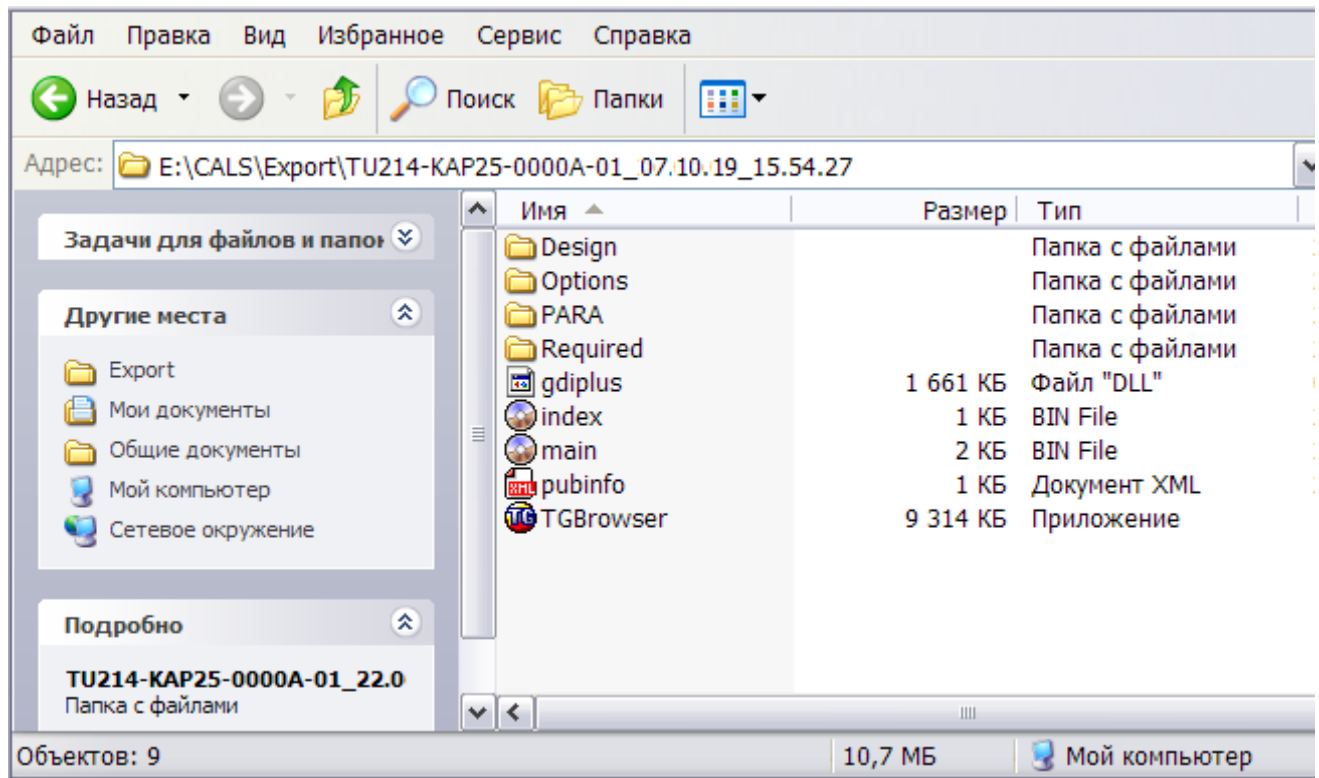 Файл Правка Вид Избранное Сервис Справка
Назад Поиск Папки
Адрес: E:\CALS\Export\TU214-KAP25-0000A-01_07.10.19_15.54.27
Имя Размер Тип
Задачи для файлов и папок
Design Папка с файлами
Options Папка с файлами
Другие места
PARA Папка с файлами
Required Папка с файлами
Export
gdiplus 1 661 КБ Файл "DLL"
Мои документы
index 1 КБ BIN File
Общие документы
main 2 КБ BIN File
Мой компьютер
pubinfo 1 КБ Документ XML
Сетевое окружение
TGBrowser 9 314 КБ Приложение
Подробно
TU214-KAP25-0000A-01_22.0
Папка с файлами
Объектов: 9 10,7 МБ Мой компьютер